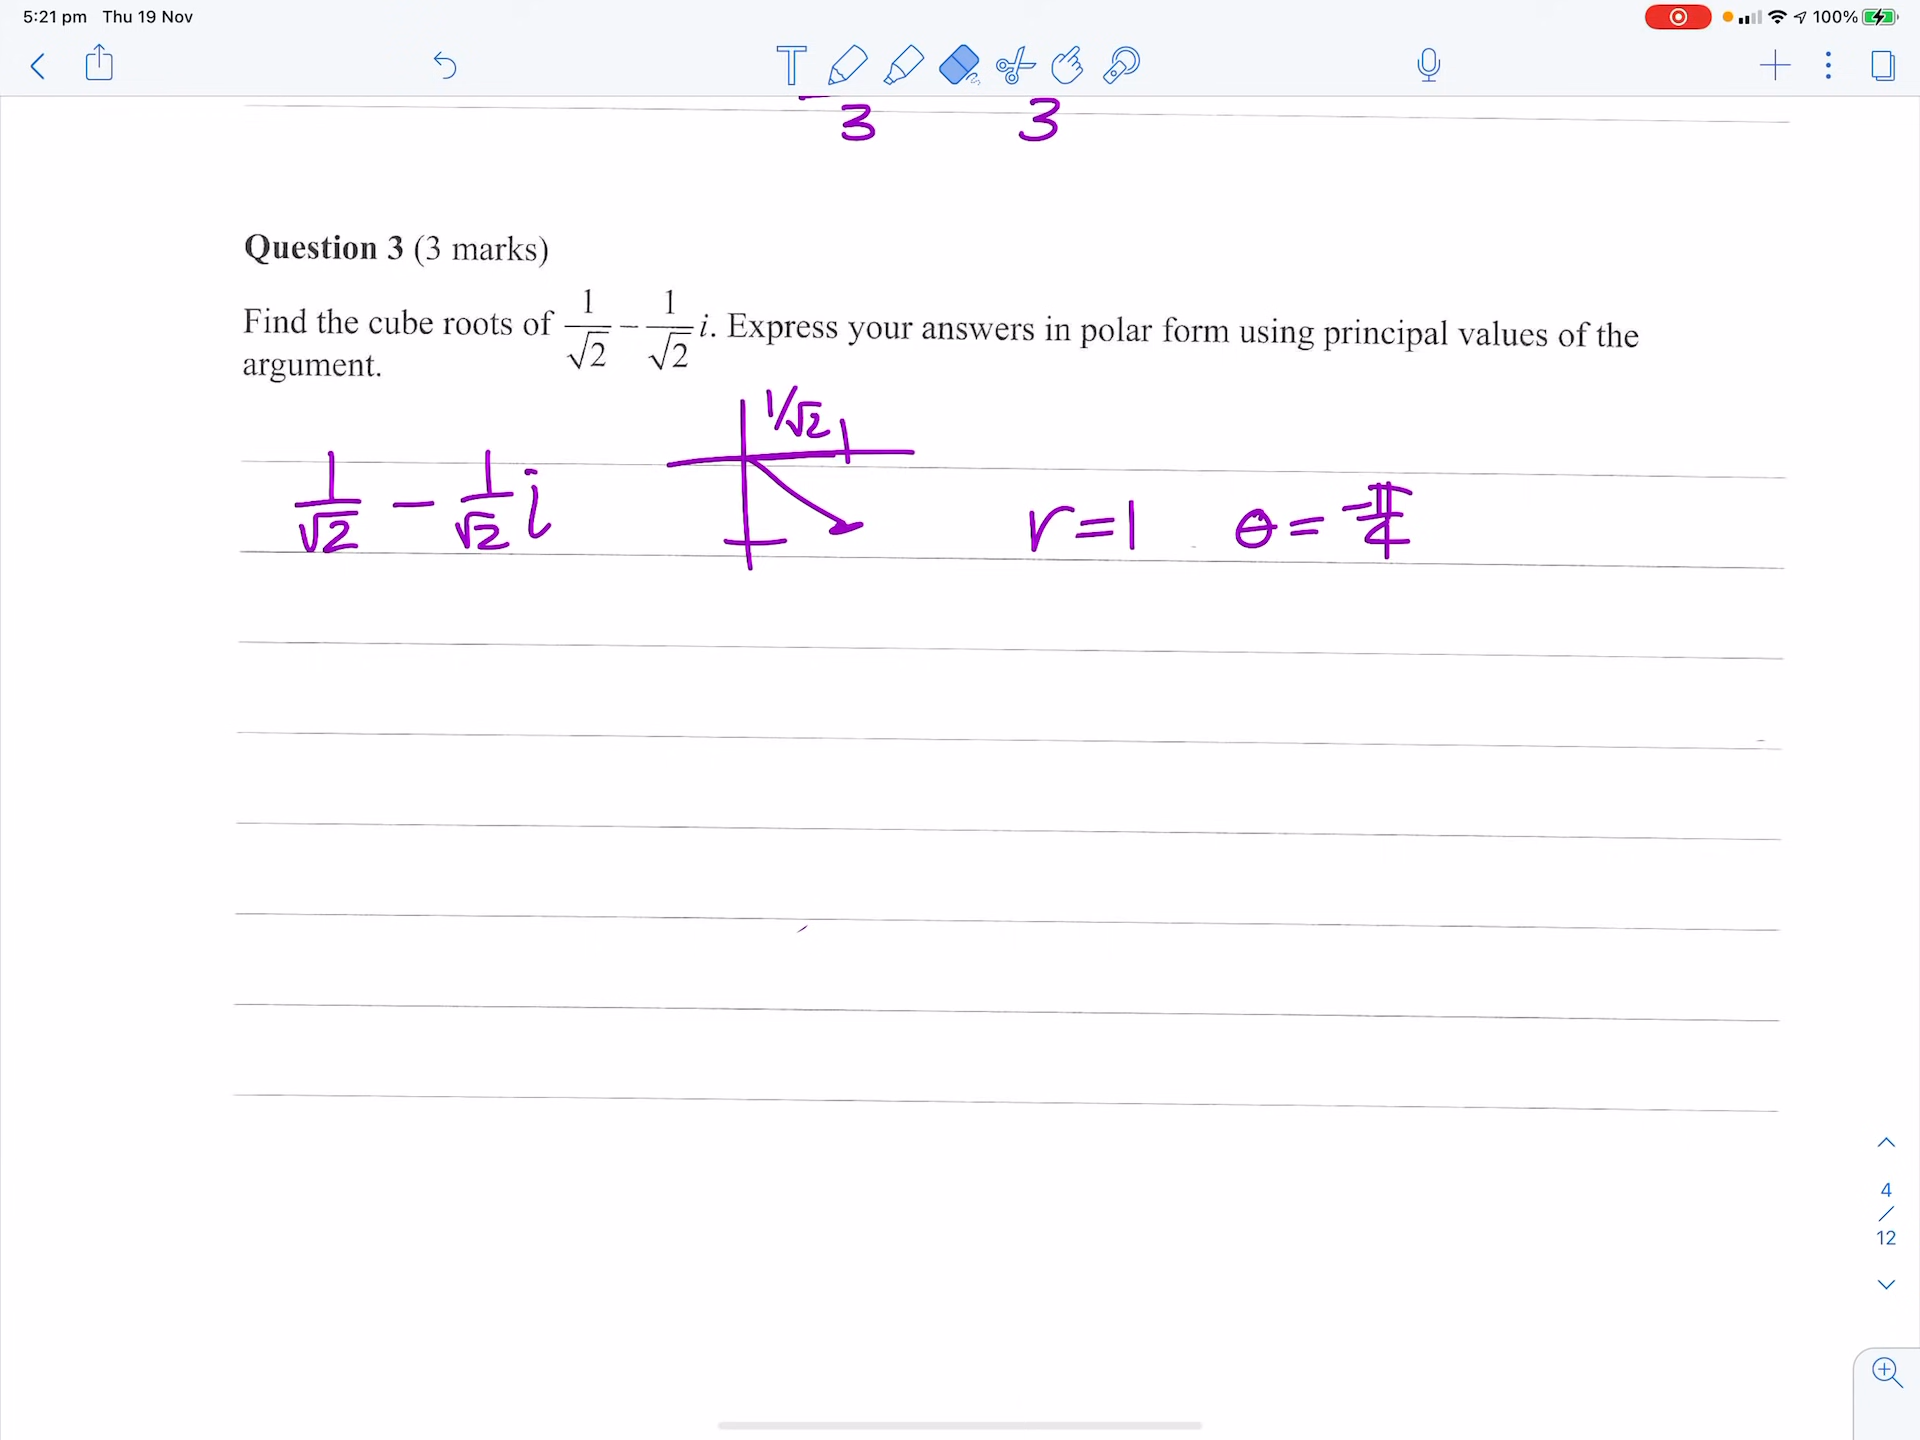 5:21 pm Thu 19 Nov
100%
T
3 3
Question 3 (3 marks)
Find the cube roots of 1/√2 − 1/√2 i. Express your answers in polar form using principal values of the
argument.
1/√2
1/√2 − 1/√2 i r=1 θ= -π/4
4
/
12